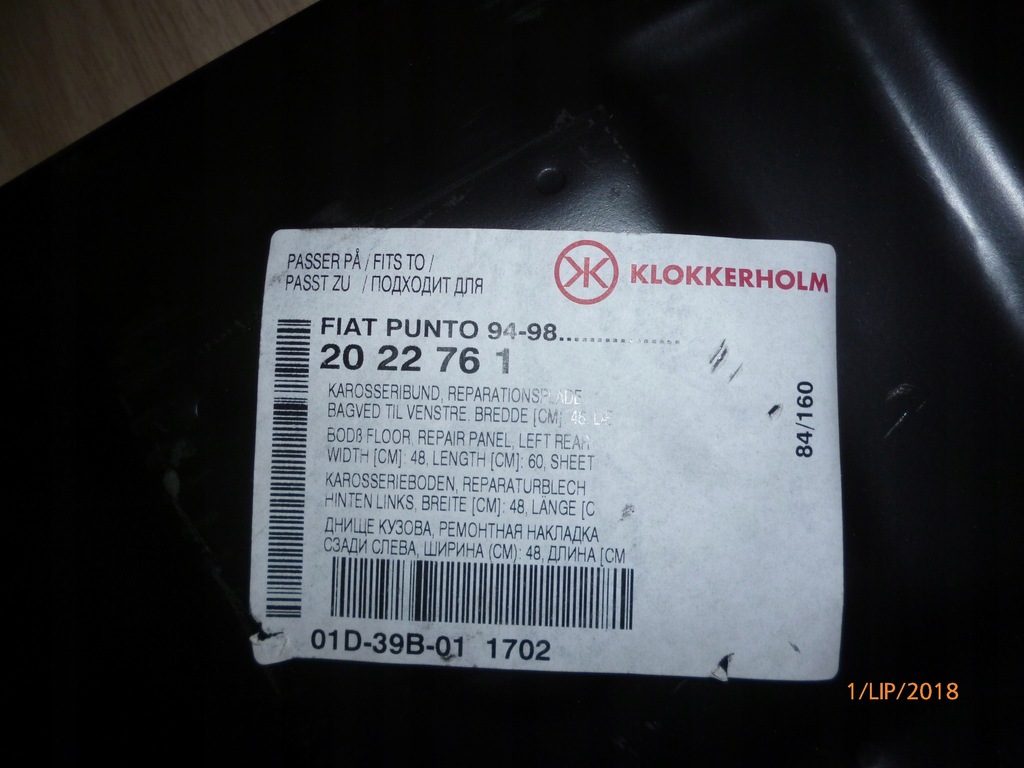 PASSER PÅ / FITS TO /
PASST ZU / ПОДХОДИТ ДЛЯ
KLOKKERHOLM
FIAT PUNTO 94-98..................
20 22 76 1
KAROSSERIBUND, REPARATIONSPLADE
BAGVED TIL VENSTRE. BREDDE [CM] 48,
BODß FLOOR, REPAIR PANEL, LEFT REAR
WIDTH [CM]: 48, LENGTH [CM]: 60, SHEET
KAROSSERIEBODEN, REPARATURBLECH
HINTEN LINKS, BREITE [CM]: 48, LÄNGE [C
ДНИЩЕ КУЗОВА, РЕМОНТНАЯ НАКЛАДКА
СЗАДИ СЛЕВА, ШИРИНА (СМ): 48, ДЛИНА [СМ
84/160
01D-39B-01 1702
1/LIP/2018